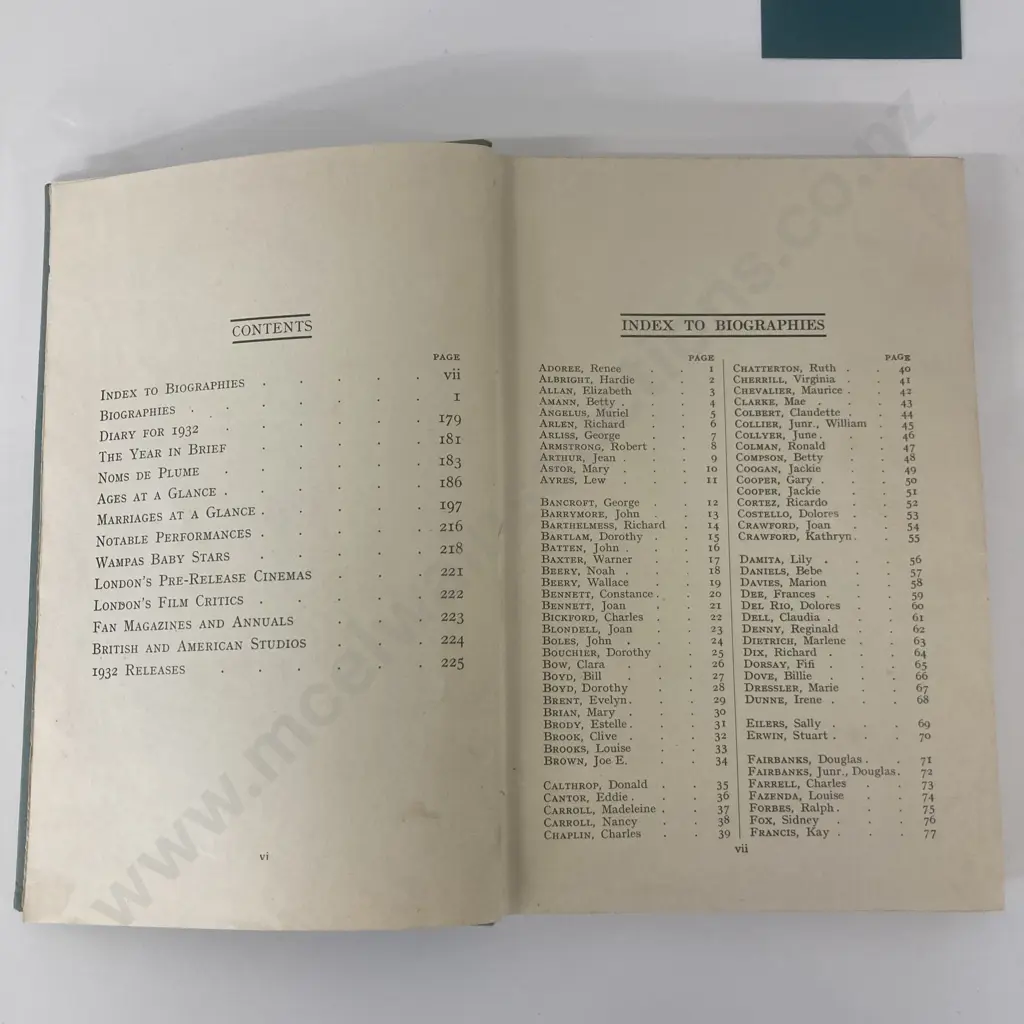 CONTENTS
PAGE
INDEX TO BIOGRAPHIES . . . . . vii
BIOGRAPHIES . . . . . . 1
DIARY FOR 1932 . . . . . . 179
THE YEAR IN BRIEF . . . . . 181
NOMS DE PLUME . . . . . . 183
AGES AT A GLANCE . . . . . . 186
MARRIAGES AT A GLANCE . . . . . 197
NOTABLE PERFORMANCES . . . . . 216
WAMPAS BABY STARS . . . . . 218
LONDON'S PRE-RELEASE CINEMAS . . . 221
LONDON'S FILM CRITICS . . . . . 222
FAN MAGAZINES AND ANNUALS . . . 223
BRITISH AND AMERICAN STUDIOS . . . 224
1932 RELEASES . . . . . . 225
vi
INDEX TO BIOGRAPHIES
PAGE
ADOREE, Renee . . 1
ALBRIGHT, Hardie . . 2
ALLAN, Elizabeth . . 3
AMANN, Betty . . . 4
ANGELUS, Muriel . . 5
ARLEN, Richard . . 6
ARLISS, George . . 7
ARMSTRONG, Robert . . 8
ARTHUR, Jean . . . 9
ASTOR, Mary . . . 10
AYRES, Lew . . . 11
BANCROFT, George . . 12
BARRYMORE, John . . 13
BARTHELMESS, Richard . 14
BARTLAM, Dorothy . . 15
BATTEN, John . . . 16
BAXTER, Warner . . 17
BEERY, Noah . . . 18
BEERY, Wallace . . 19
BENNETT, Constance . . 20
BENNETT, Joan . . 21
BICKFORD, Charles . . 22
BLONDELL, Joan . . 23
BOLES, John . . . 24
BOUCHIER, Dorothy . . 25
BOW, Clara . . . 26
BOYD, Bill . . . 27
BOYD, Dorothy . . 28
BRENT, Evelyn . . . 29
BRIAN, Mary . . . 30
BRODY, Estelle . . . 31
BROOK, Clive . . . 32
BROOKS, Louise . . 33
BROWN, Joe E. . . 34
CALTHROP, Donald . . 35
CANTOR, Eddie . . . 36
CARROLL, Madeleine . . 37
CARROLL, Nancy . . 38
CHAPLIN, Charles . . 39
PAGE
CHATTERTON, Ruth . . 40
CHERRILL, Virginia . . 41
CHEVALIER, Maurice . . 42
CLARKE, Mae . . . 43
COLBERT, Claudette . . 44
COLLIER, Junr., William . 45
COLLYER, June . . . 46
COLMAN, Ronald . . 47
COMPSON, Betty . . 48
COOGAN, Jackie . . 49
COOPER, Gary . . . 50
COOPER, Jackie . . 51
CORTEZ, Ricardo . . 52
COSTELLO, Dolores . . 53
CRAWFORD, Joan . . 54
CRAWFORD, Kathryn . . 55
DAMITA, Lily . . . 56
DANIELS, Bebe . . 57
DAVIES, Marion . . 58
DEE, Frances . . . 59
DEL RIO, Dolores . . 60
DELL, Claudia . . . 61
DENNY, Reginald . . 62
DIETRICH, Marlene . . 63
DIX, Richard . . . 64
DORSAY, Fifi . . . 65
DOVE, Billie . . . 66
DRESSLER, Marie . . 67
DUNNE, Irene . . . 68
EILERS, Sally . . . 69
ERWIN, Stuart . . . 70
FAIRBANKS, Douglas . . 71
FAIRBANKS, Junr., Douglas . 72
FARRELL, Charles . . 73
FAZENDA, Louise . . 74
FORBES, Ralph . . . 75
FOX, Sidney . . . 76
FRANCIS, Kay . . . 77
vii